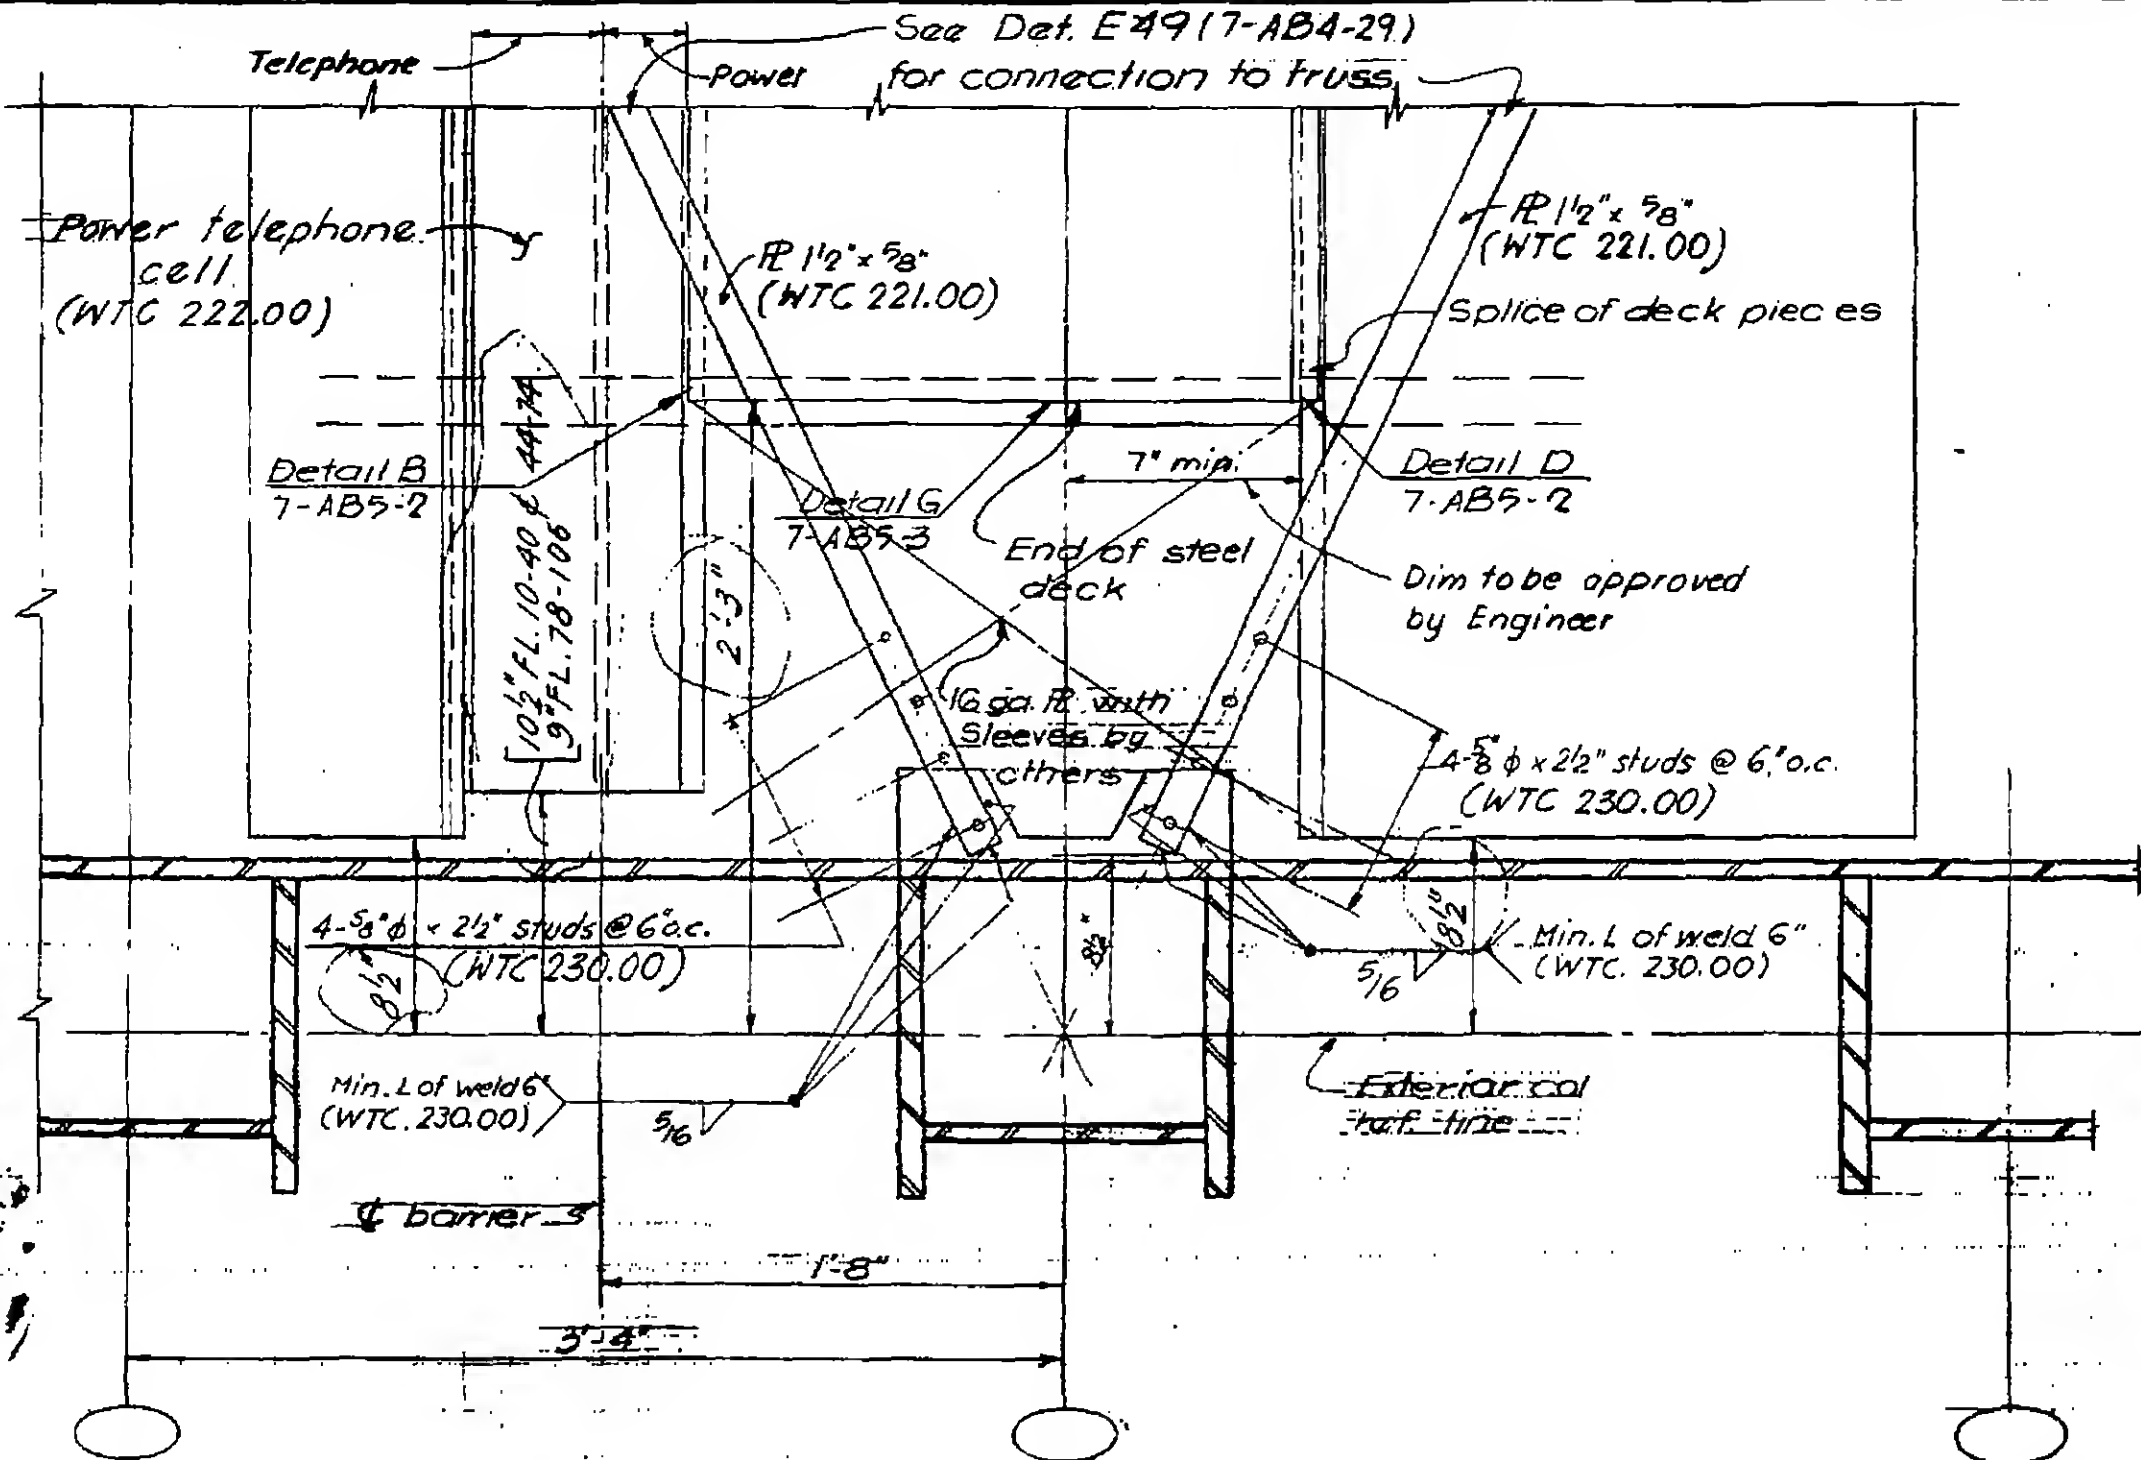 See Det. E49 (7-AB4-29)
for connection to truss
Telephone
Power
Power telephone
cell
(WTC 222.00)
PL 1½" x ⅝"
(WTC 221.00)
PL 1½" x ⅝"
(WTC 221.00)
Splice of deck pieces
Detail B
7-AB5-2
10½" FL. 10-40 & 44-74
9" FL. 78-106
Detail G
7-AB5-3
7" min.
Detail D
7-AB5-2
End of steel
deck
Dim to be approved
by Engineer
2'-3"
16 ga. PL with
Sleeves by
others
4-⅝" ϕ x 2½" studs @ 6" o.c.
(WTC 230.00)
4-⅝" ϕ x 2½" studs @ 6" o.c.
(WTC 230.00)
8½"
8½"
8½"
Min. L of weld 6"
(WTC. 230.00)
5/16
Min. L of weld 6"
(WTC. 230.00)
5/16
Exterior col
ref. line
℄ barrier
1'-8"
3'-4"